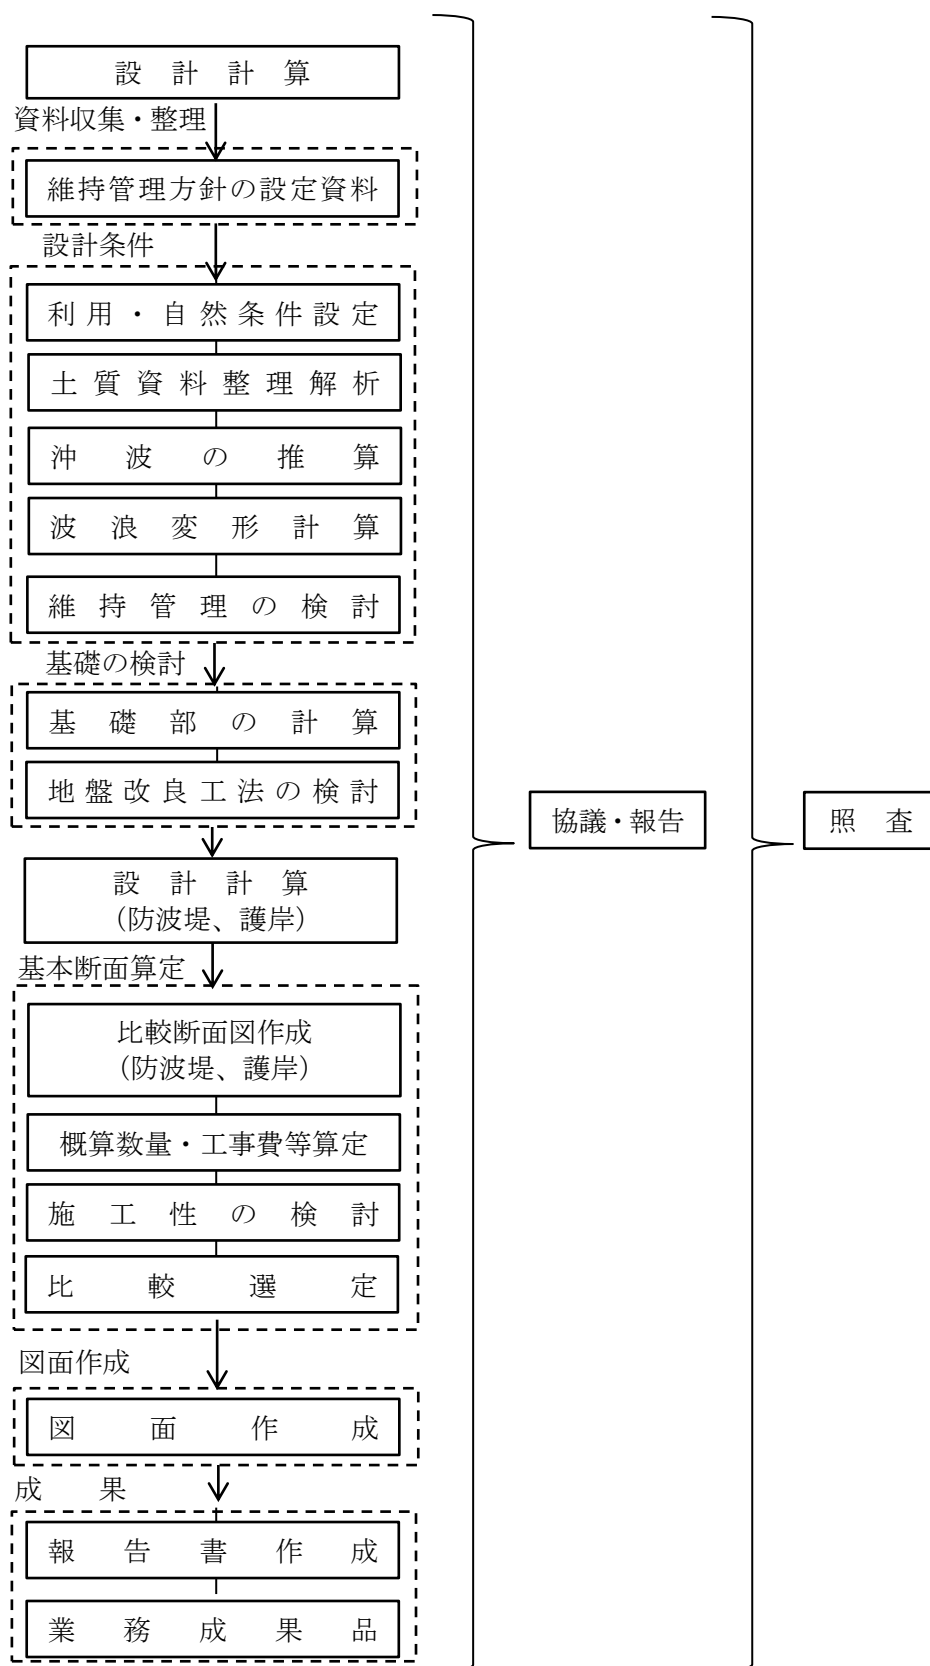 設計計算
資料収集・整理
維持管理方針の設定資料
設計条件
利用・自然条件設定
土質資料整理解析
沖波の推算
波浪変形計算
維持管理の検討
基礎の検討
基礎部の計算
地盤改良工法の検討
設計計算
（防波堤、護岸）
基本断面算定
比較断面図作成
（防波堤、護岸）
概算数量・工事費等算定
施工性の検討
比較選定
図面作成
図面作成
成果
報告書作成
業務成果品
協議・報告
照査